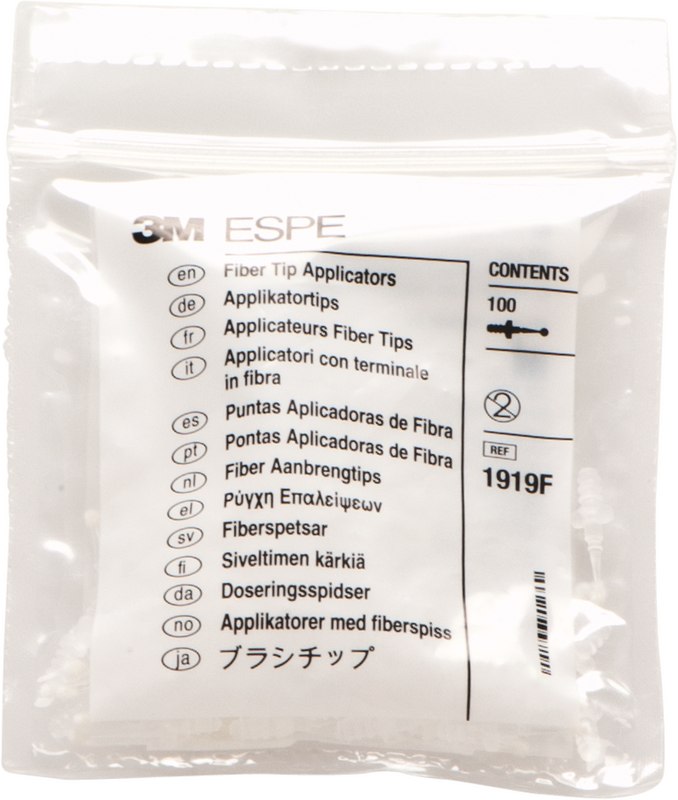 3M ESPE
en Fiber Tip Applicators
de Applikatortips
fr Applicateurs Fiber Tips
it Applicatori con terminale
in fibra
es Puntas Aplicadoras de Fibra
pt Pontas Aplicadoras de Fibra
nl Fiber Aanbrengtips
el Ρύγχη Επαλείψεων
sv Fiberspetsar
fi Siveltimen kärkiä
da Doseringsspidser
no Applikatorer med fiberspiss
ja ブラシチップ
CONTENTS
100
2
REF
1919F